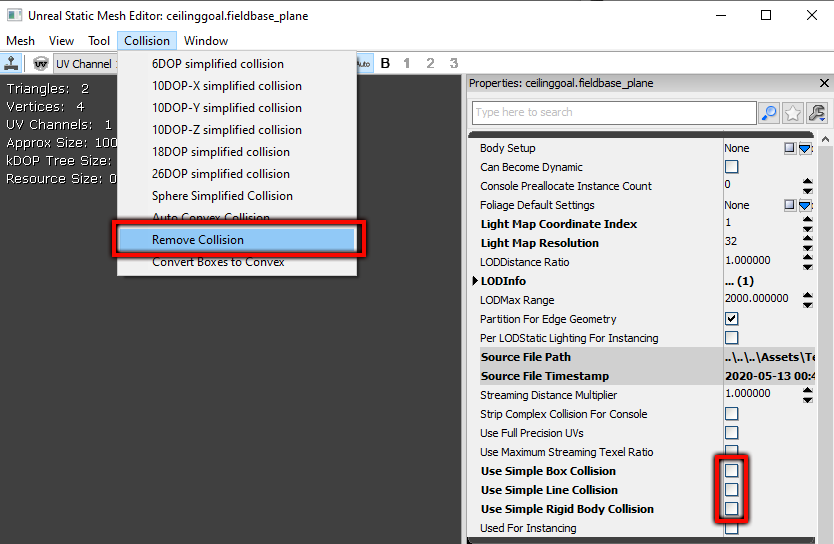 Unreal Static Mesh Editor: ceilinggoal.fieldbase_plane
Mesh View Tool Collision Window
UV Channel
Auto B 1 2 3
Triangles: 2
Vertices: 4
UV Channels: 1
Approx Size: 100
kDOP Tree Size:
Resource Size: 0
6DOP simplified collision
10DOP-X simplified collision
10DOP-Y simplified collision
10DOP-Z simplified collision
18DOP simplified collision
26DOP simplified collision
Sphere Simplified Collision
Auto Convex Collision
Remove Collision
Convert Boxes to Convex
Properties: ceilinggoal.fieldbase_plane
Type here to search
Body Setup None
Can Become Dynamic
Console Preallocate Instance Count 0
Foliage Default Settings None
Light Map Coordinate Index 1
Light Map Resolution 32
LODDistance Ratio 1.000000
LODInfo ... (1)
LODMax Range 2000.000000
Partition For Edge Geometry
Per LODStatic Lighting For Instancing
Source File Path ..\..\..\Assets\Te
Source File Timestamp 2020-05-13 00:4
Streaming Distance Multiplier 1.000000
Strip Complex Collision For Console
Use Full Precision UVs
Use Maximum Streaming Texel Ratio
Use Simple Box Collision
Use Simple Line Collision
Use Simple Rigid Body Collision
Used For Instancing